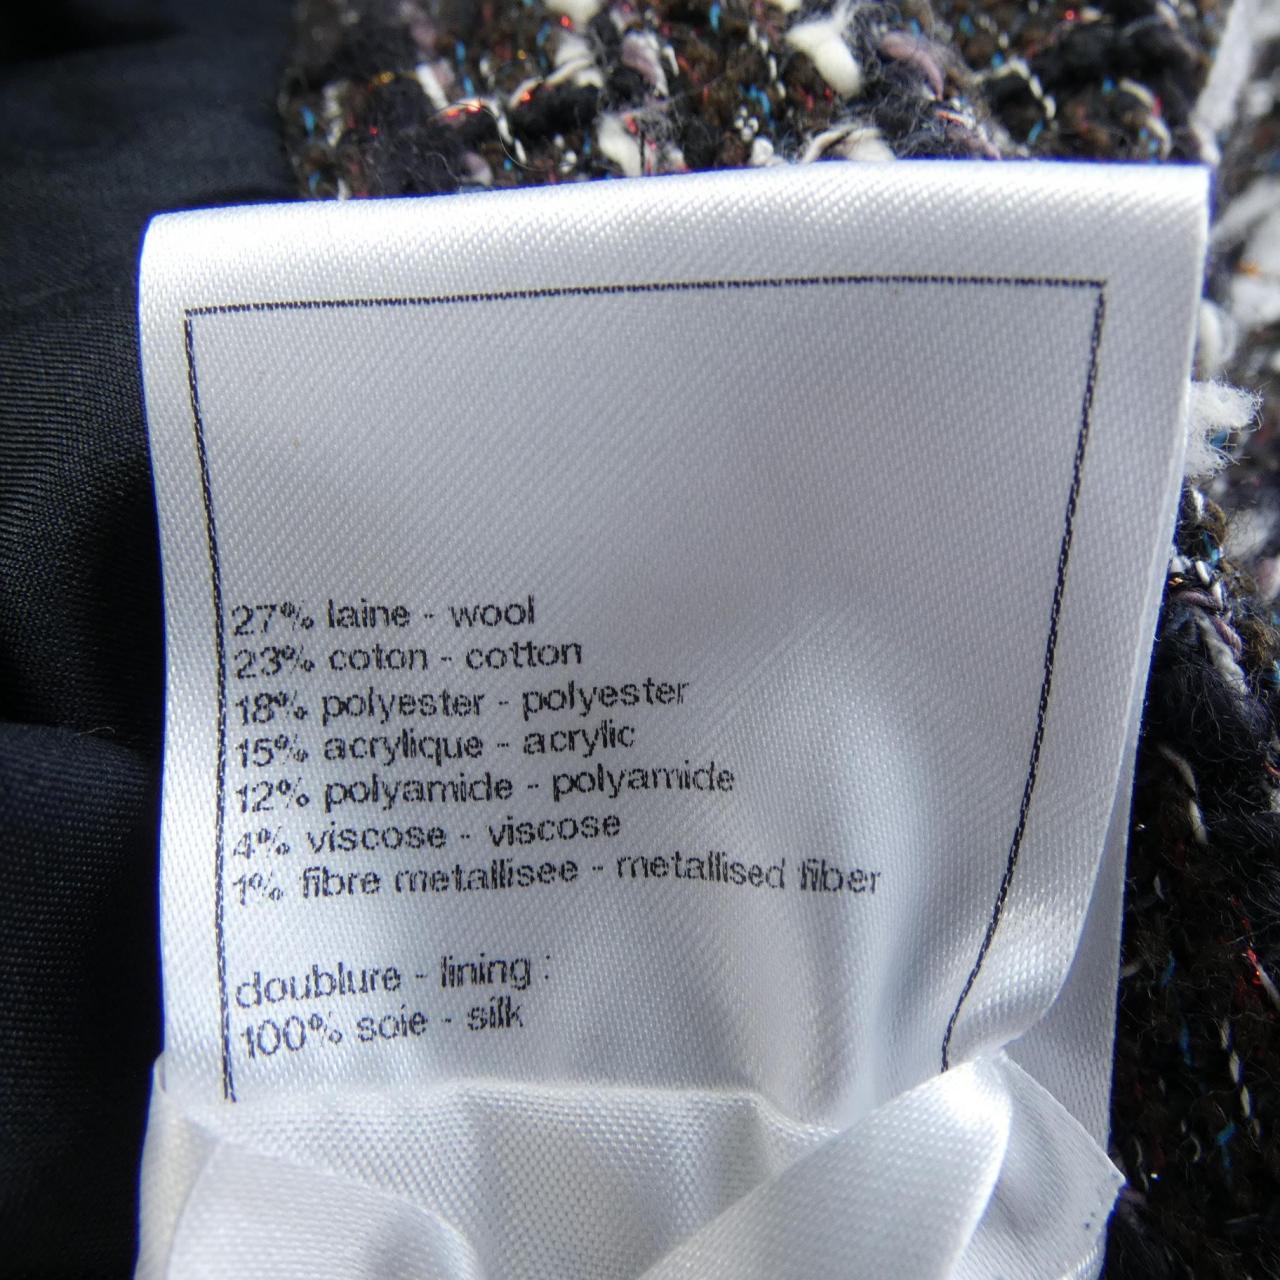 27% laine - wool
23% coton - cotton
18% polyester - polyester
15% acrylique - acrylic
12% polyamide - polyamide
4% viscose - viscose
1% fibre metallisee - metallised fiber
doublure - lining :
100% soie - silk